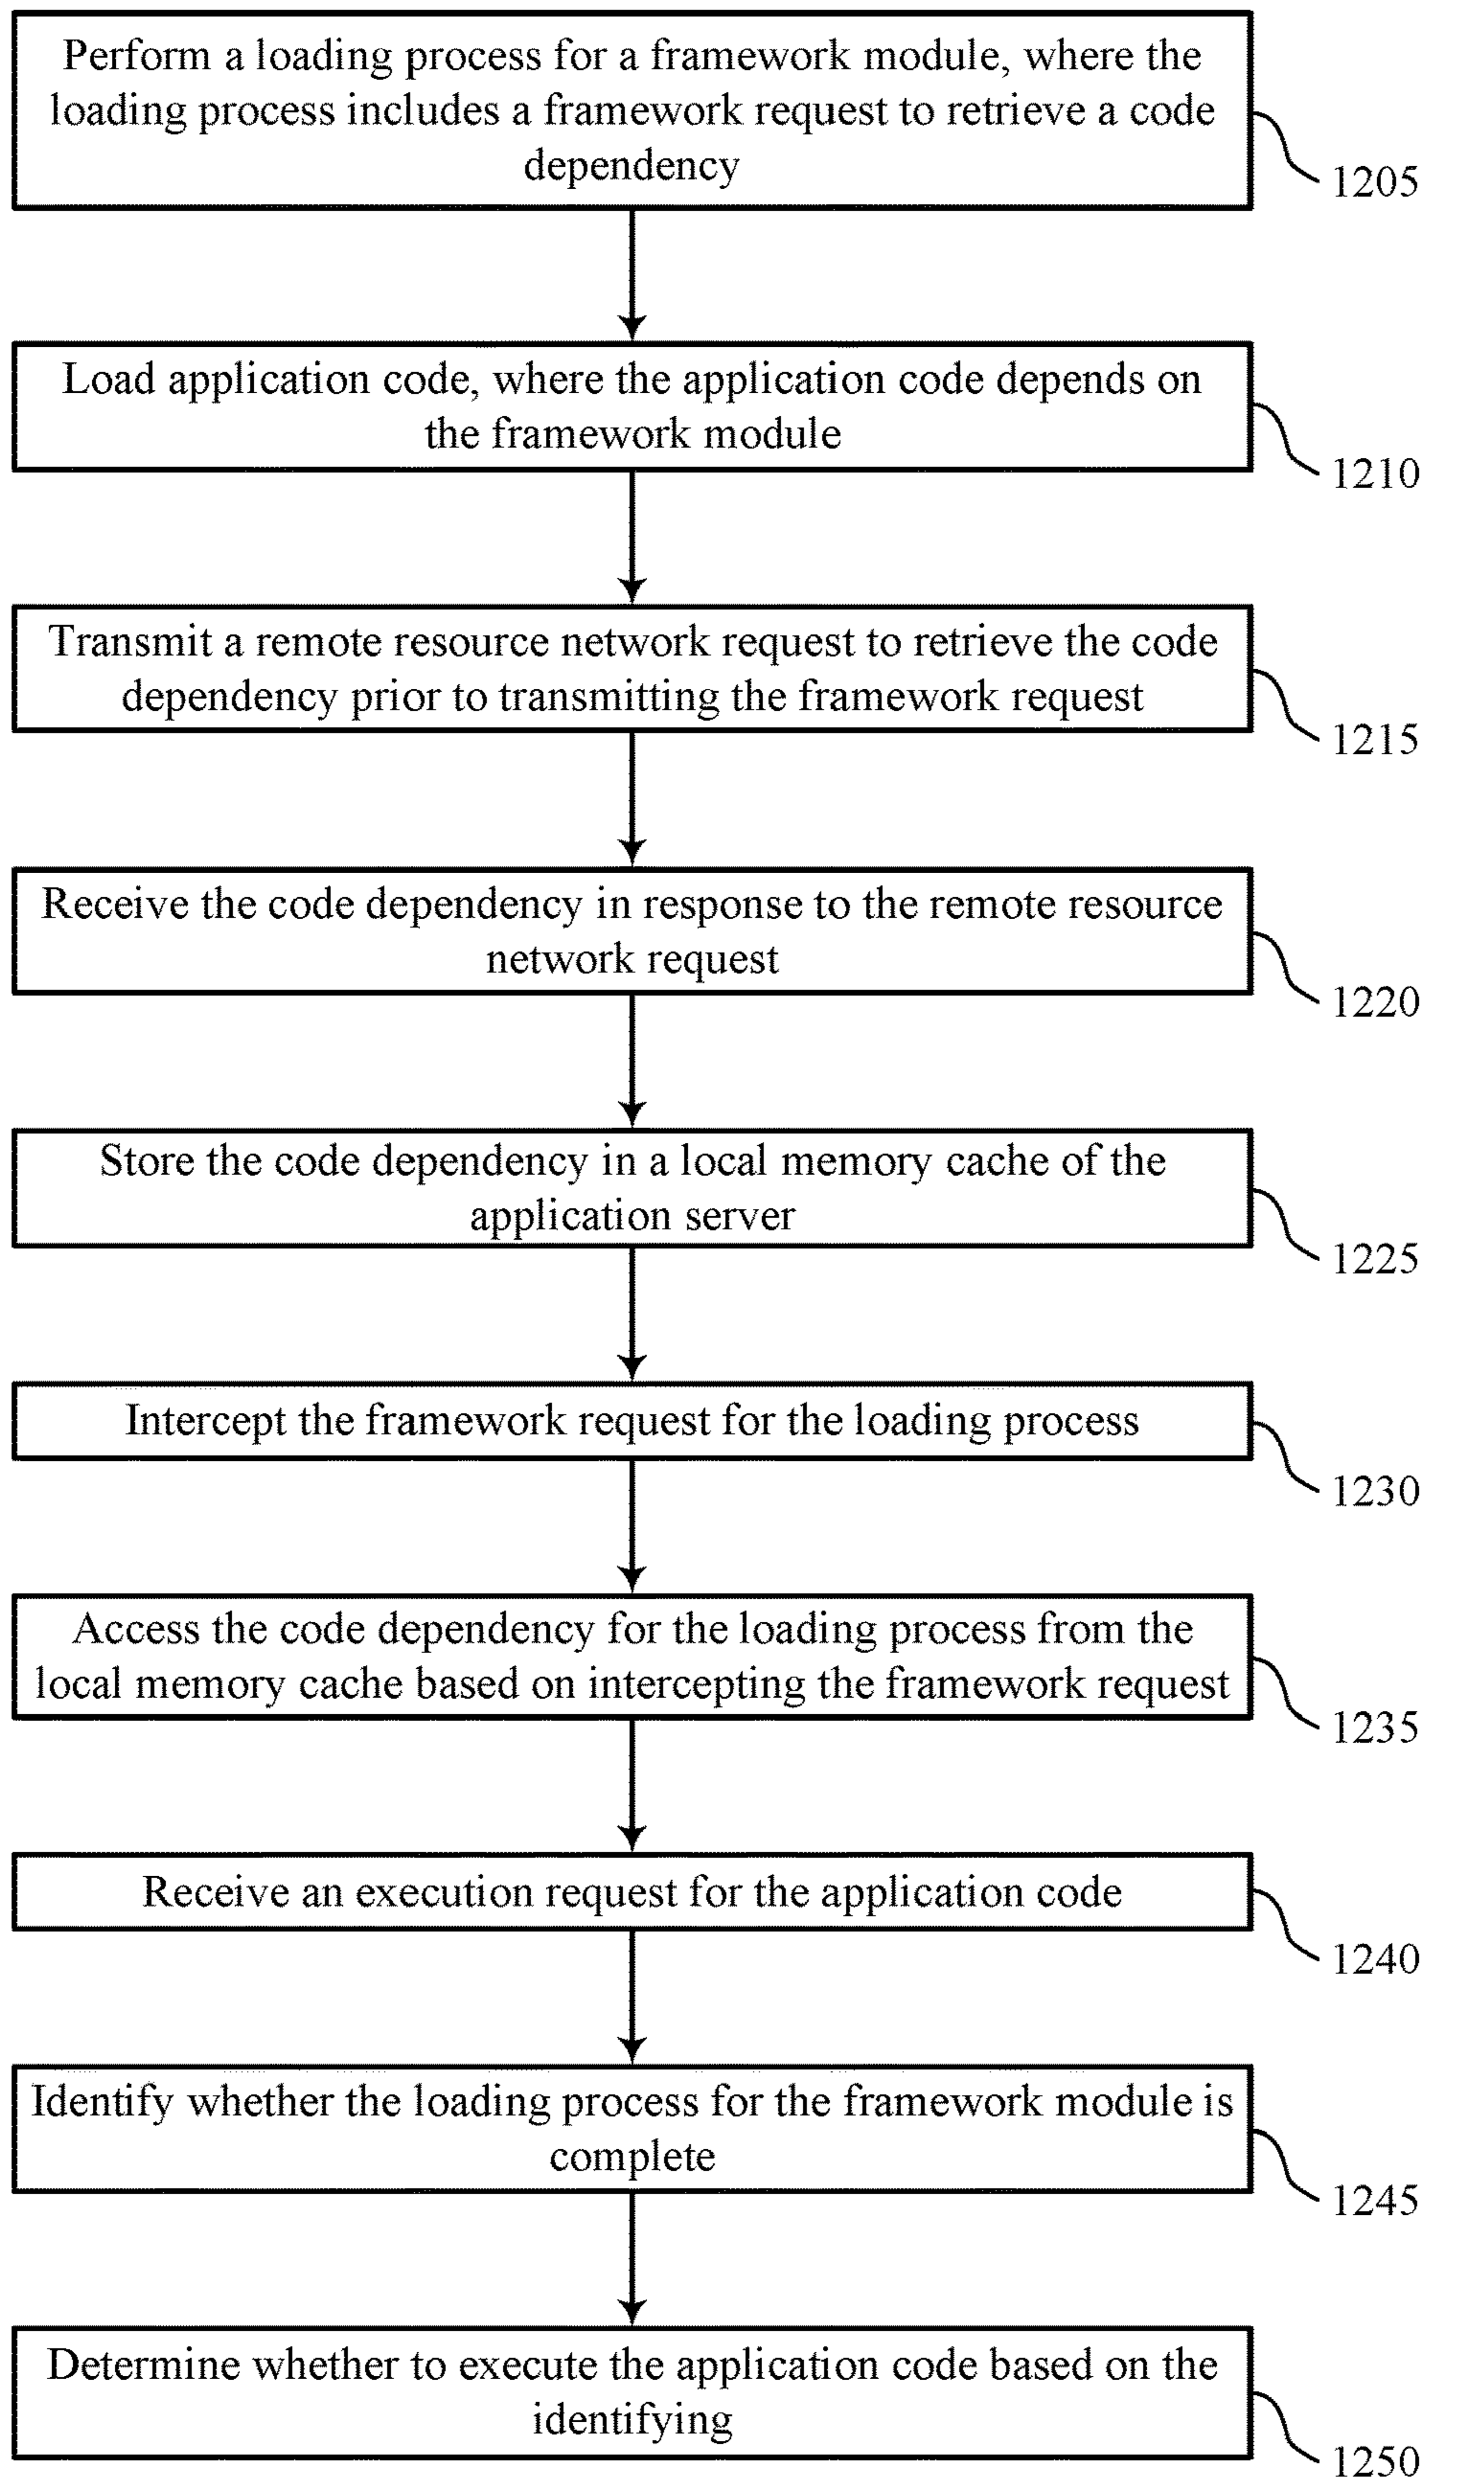 Perform a loading process for a framework module, where the
loading process includes a framework request to retrieve a code
dependency
1205
Load application code, where the application code depends on
the framework module
1210
Transmit a remote resource network request to retrieve the code
dependency prior to transmitting the framework request
1215
Receive the code dependency in response to the remote resource
network request
1220
Store the code dependency in a local memory cache of the
application server
1225
Intercept the framework request for the loading process
1230
Access the code dependency for the loading process from the
local memory cache based on intercepting the framework request
1235
Receive an execution request for the application code
1240
Identify whether the loading process for the framework module is
complete
1245
Determine whether to execute the application code based on the
identifying
1250